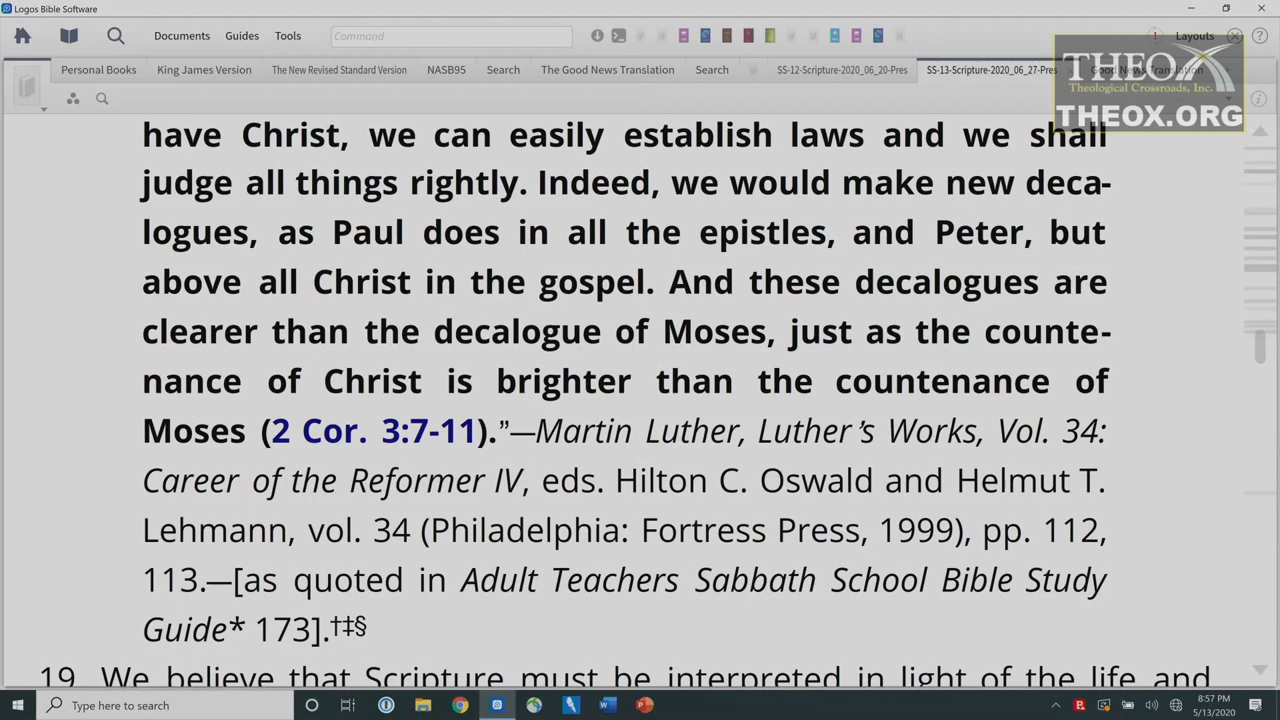 Logos Bible Software
Documents Guides Tools Command Layouts
Personal Books King James Version The New Revised Standard Version NASB95 Search The Good News Translation Search SS-12-Scripture-2020_06_20-Pres SS-13-Scripture-2020_06_27-Pres Good News Translation
THEOX
Theological Crossroads, Inc.
THEOX.ORG
have Christ, we can easily establish laws and we shall
judge all things rightly. Indeed, we would make new deca-
logues, as Paul does in all the epistles, and Peter, but
above all Christ in the gospel. And these decalogues are
clearer than the decalogue of Moses, just as the counte-
nance of Christ is brighter than the countenance of
Moses (2 Cor. 3:7-11).”—Martin Luther, Luther’s Works, Vol. 34:
Career of the Reformer IV, eds. Hilton C. Oswald and Helmut T.
Lehmann, vol. 34 (Philadelphia: Fortress Press, 1999), pp. 112,
113.—[as quoted in Adult Teachers Sabbath School Bible Study
Guide* 173].†‡§
19. We believe that Scripture must be interpreted in light of the life and
Type here to search
8:57 PM
5/13/2020